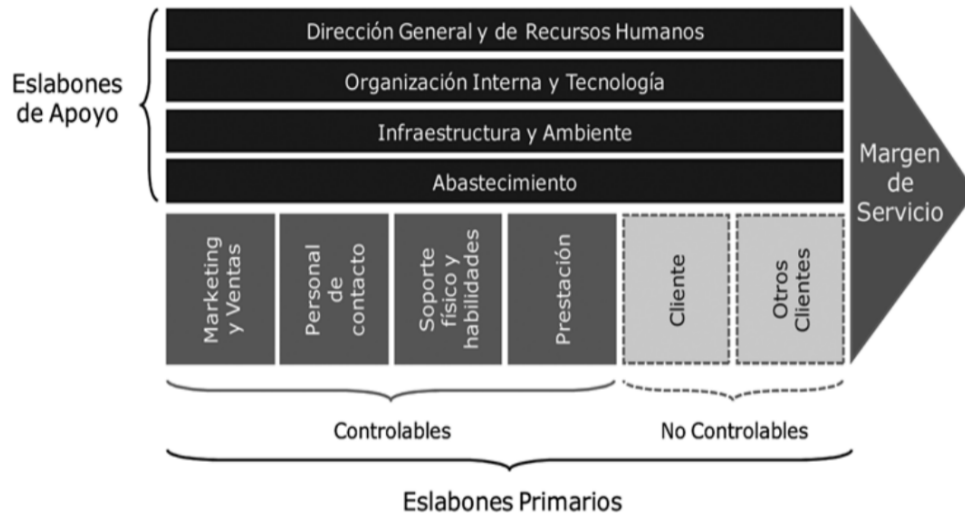 Dirección General y de Recursos Humanos
Organización Interna y Tecnología
Infraestructura y Ambiente
Abastecimiento
Eslabones
de Apoyo
Margen
de
Servicio
Marketing
y Ventas
Personal
de
contacto
Soporte
físico y
habilidades
Prestación
Cliente
Otros
Clientes
Controlables
No Controlables
Eslabones Primarios